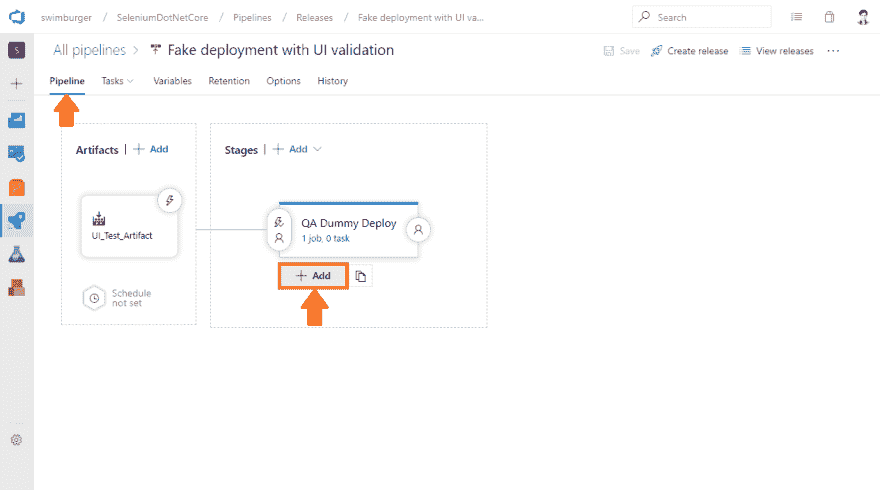 swimburger / SeleniumDotNetCore / Pipelines / Releases / Fake deployment with UI va...
Search
S
All pipelines > Fake deployment with UI validation
Save Create release View releases ...
Pipeline Tasks Variables Retention Options History
Artifacts | + Add
Stages | + Add
QA Dummy Deploy
1 job, 0 task
UI_Test_Artifact
+ Add
Schedule
not set